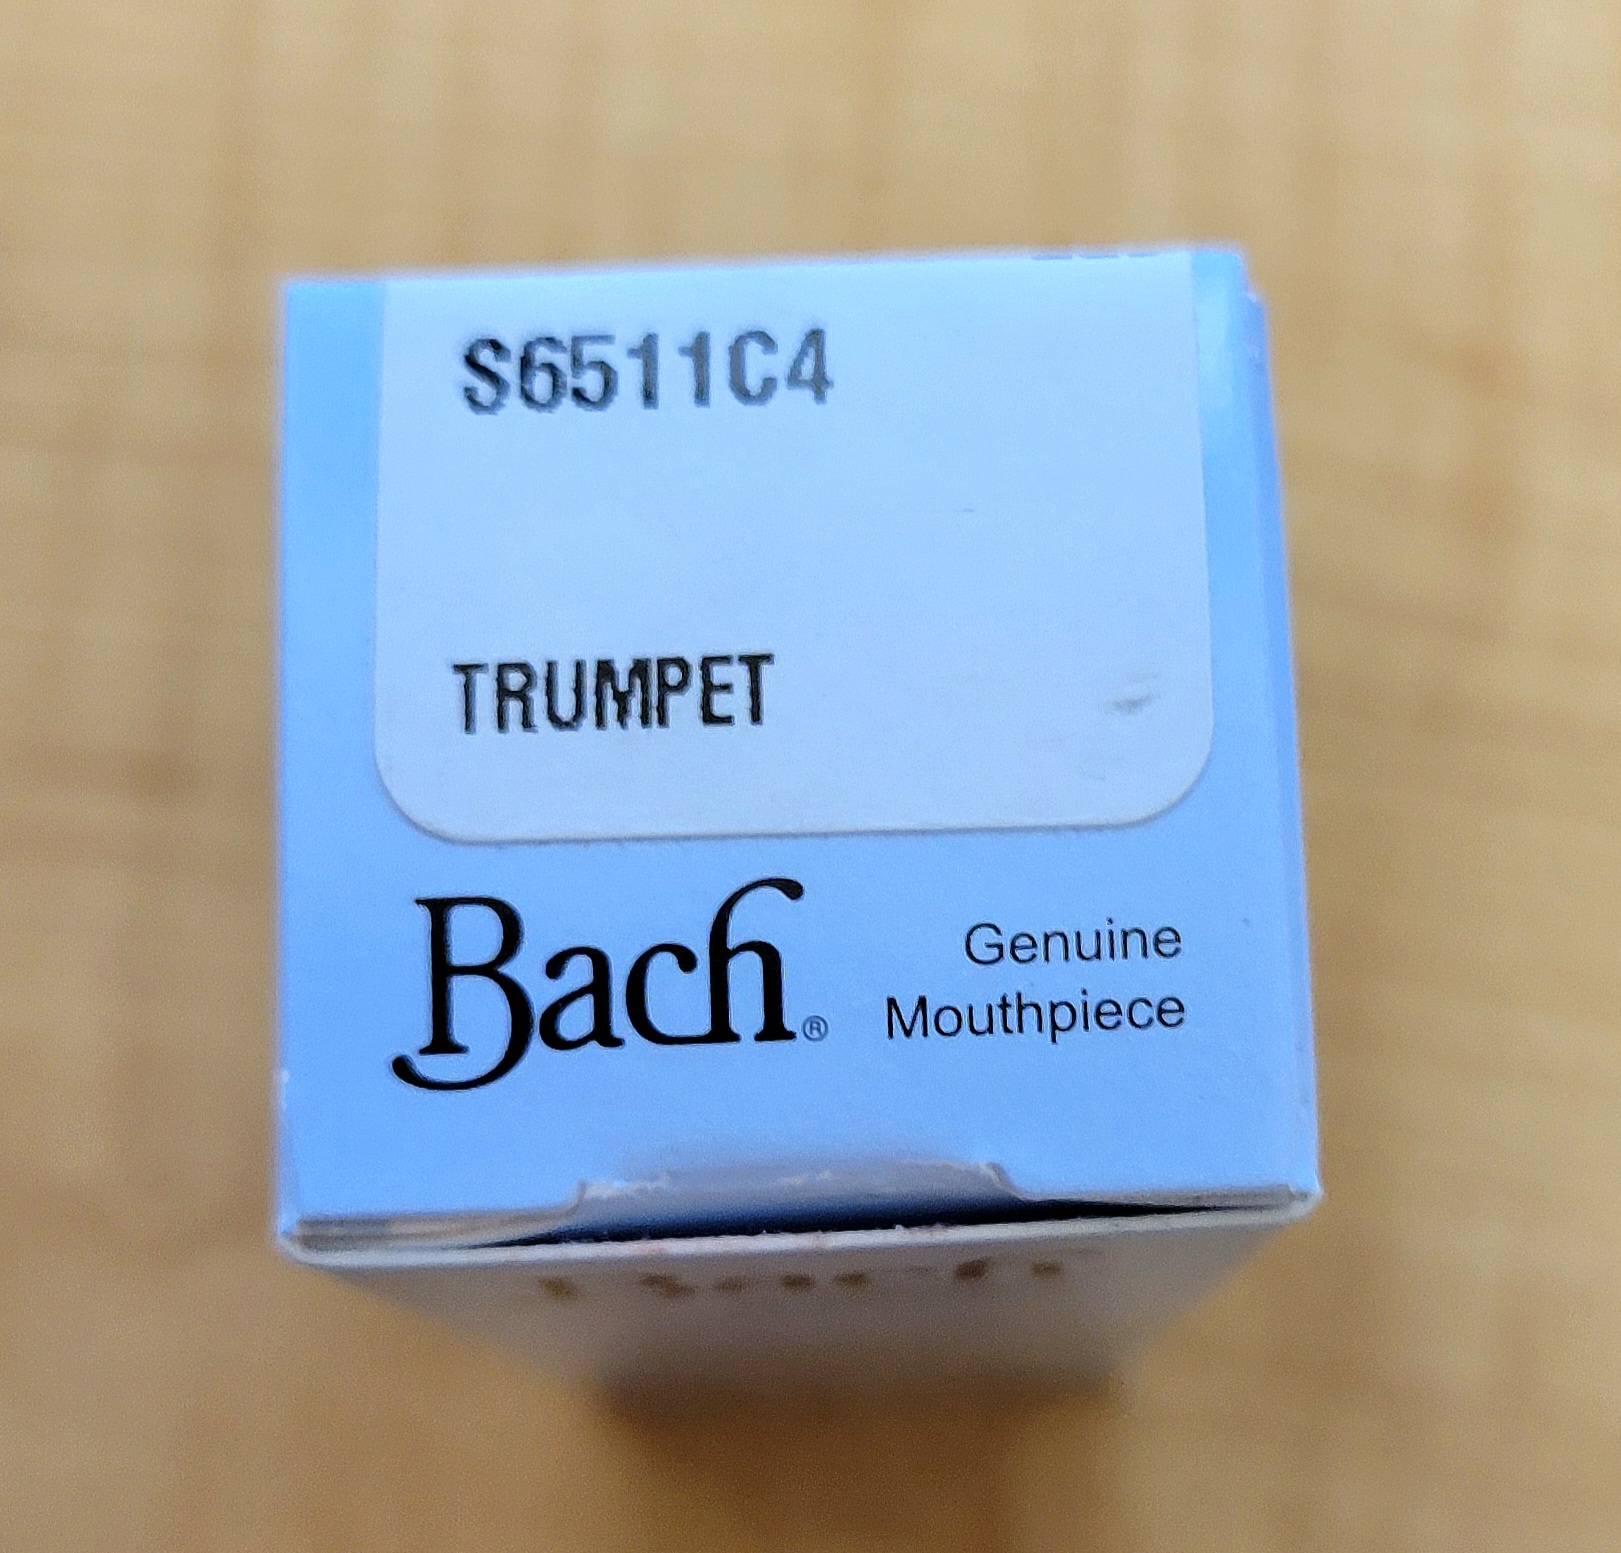 S6511C4
TRUMPET
Bach®
Genuine
Mouthpiece